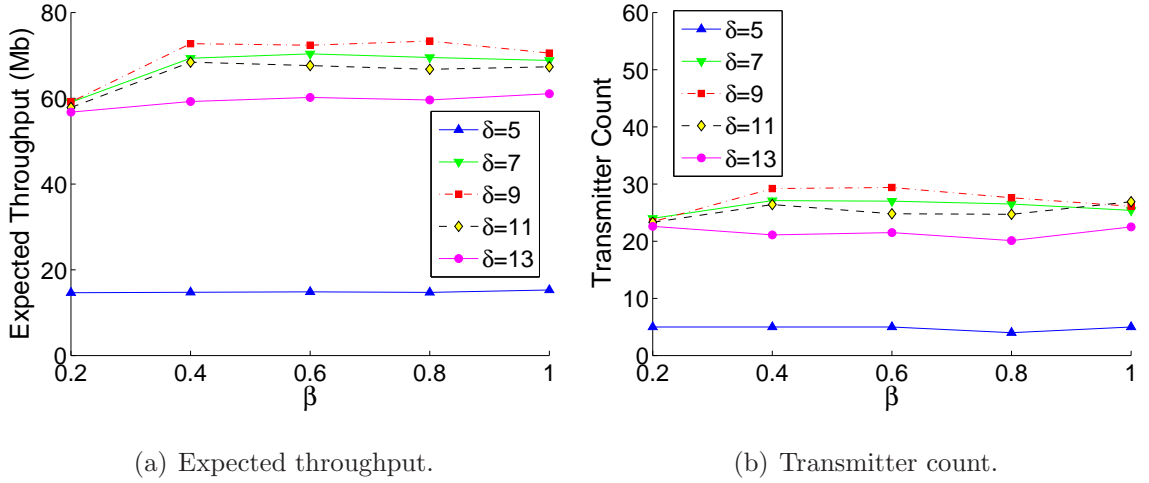 Expected Throughput (Mb)
80
60
40
20
0
0.2 0.4 0.6 0.8 1
β
δ=5
δ=7
δ=9
δ=11
δ=13
(a) Expected throughput.
Transmitter Count
60
50
40
30
20
10
0
0.2 0.4 0.6 0.8 1
β
δ=5
δ=7
δ=9
δ=11
δ=13
(b) Transmitter count.